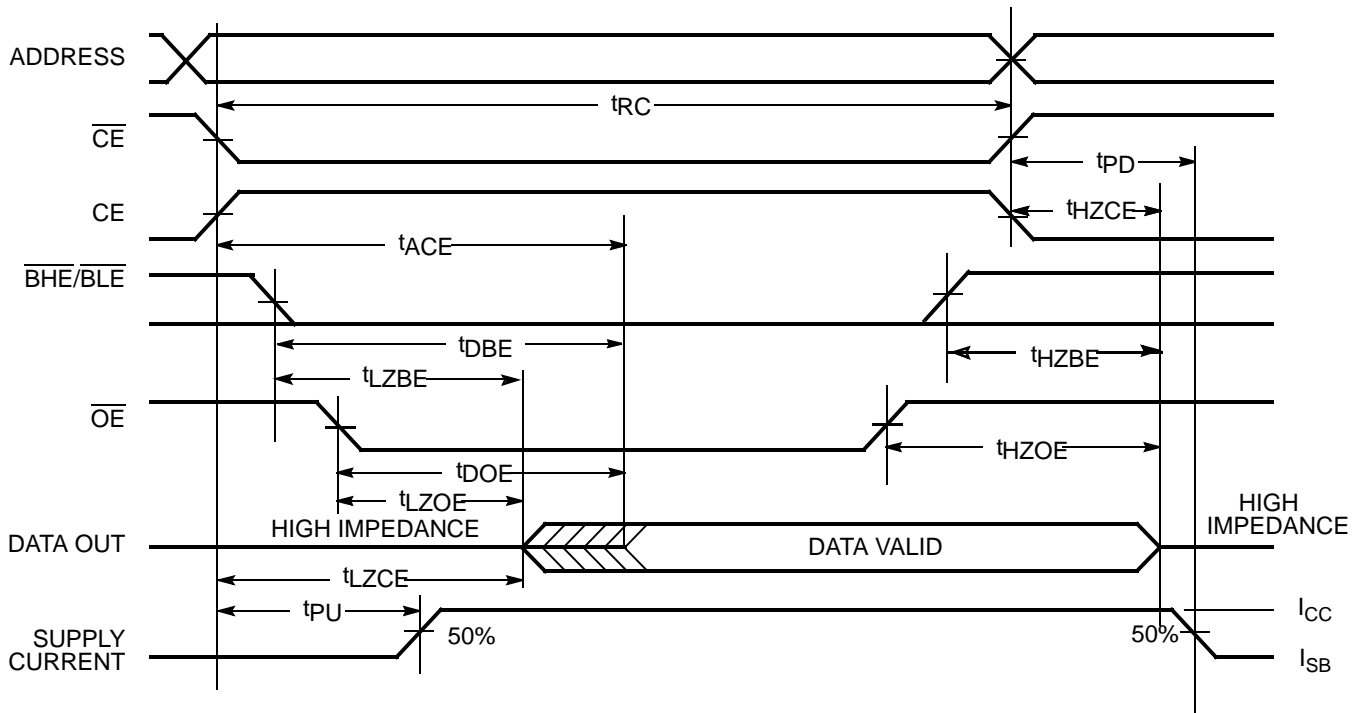 ADDRESS
tRC
CE
tPD
CE
tHZCE
tACE
BHE/BLE
tDBE
tHZBE
tLZBE
OE
tHZOE
tDOE
tLZOE
HIGH IMPEDANCE
HIGH
IMPEDANCE
DATA OUT
DATA VALID
tLZCE
tPU
ICC
SUPPLY
CURRENT
50%
50%
ISB